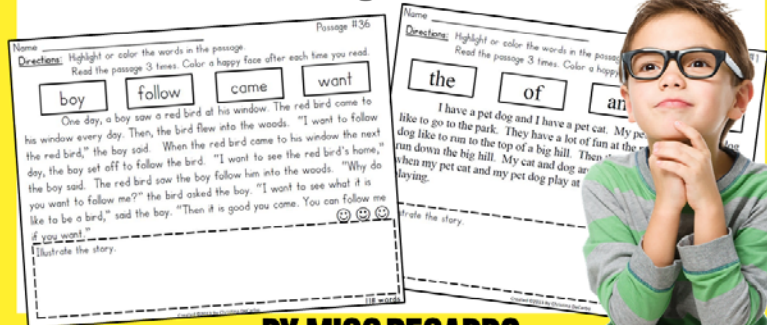 Passage #36
Name
Directions: Highlight or color the words in the passage.
Read the passage 3 times. Color a happy face after each time you read.
boy follow came want
One day, a boy saw a red bird at his window. The red bird came to
his window every day. Then, the bird flew into the woods. "I want to follow
the red bird," the boy said. When the red bird came to his window the next
day, the boy set off to follow the bird. "I want to see the red bird's home,"
the boy said. The red bird saw the boy follow him into the woods. "Why do
you want to follow me?" the bird asked the boy. "I want to see what it is
like to be a bird," said the boy. "Then it is good you came. You can follow me
if you want."
Illustrate the story.
118 words
Name
Directions: Highlight or color the words in the
Read the passage 3 times. Color a happy
the of
I have a pet dog and I have a pet cat. My
like to go to the park. They have a lot of fun at the
dog
dog like to run to the top of a big hill.
run down the big hill. My cat and dog
when my pet cat and my pet dog play at
playing.
the story.
BY MISS DECARBO